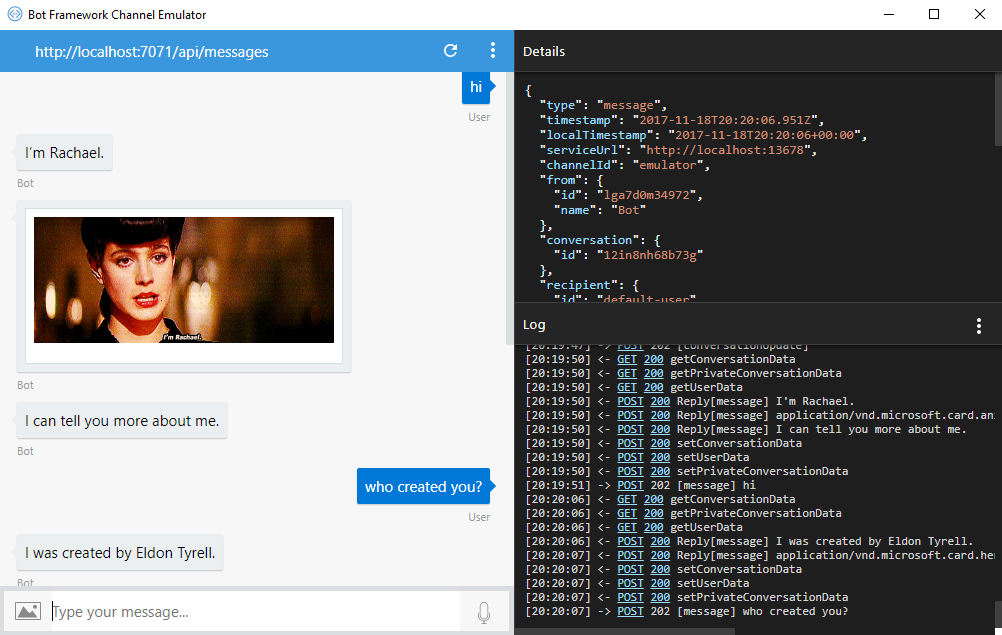 Bot Framework Channel Emulator
http://localhost:7071/api/messages
hi
User
I'm Rachael.
Bot
I'm Rachael.
Bot
I can tell you more about me.
Bot
who created you?
User
I was created by Eldon Tyrell.
Bot
Type your message...
Details
{
"type": "message",
"timestamp": "2017-11-18T20:20:06.951Z",
"localTimestamp": "2017-11-18T20:20:06+00:00",
"serviceUrl": "http://localhost:13678",
"channelId": "emulator",
"from": {
"id": "lga7d0m34972",
"name": "Bot"
},
"conversation": {
"id": "12in8nh68b73g"
},
"recipient": {
"id": "default-user"
Log
[20:19:47] -> POST 202 [conversationUpdate]
[20:19:50] <- GET 200 getConversationData
[20:19:50] <- GET 200 getPrivateConversationData
[20:19:50] <- GET 200 getUserData
[20:19:50] <- POST 200 Reply[message] I'm Rachael.
[20:19:50] <- POST 200 Reply[message] application/vnd.microsoft.card.an
[20:19:50] <- POST 200 Reply[message] I can tell you more about me.
[20:19:50] <- POST 200 setConversationData
[20:19:50] <- POST 200 setUserData
[20:19:50] <- POST 200 setPrivateConversationData
[20:19:51] -> POST 202 [message] hi
[20:20:06] <- GET 200 getConversationData
[20:20:06] <- GET 200 getPrivateConversationData
[20:20:06] <- GET 200 getUserData
[20:20:06] <- POST 200 Reply[message] I was created by Eldon Tyrell.
[20:20:07] <- POST 200 Reply[message] application/vnd.microsoft.card.he
[20:20:07] <- POST 200 setConversationData
[20:20:07] <- POST 200 setUserData
[20:20:07] <- POST 200 setPrivateConversationData
[20:20:07] -> POST 202 [message] who created you?